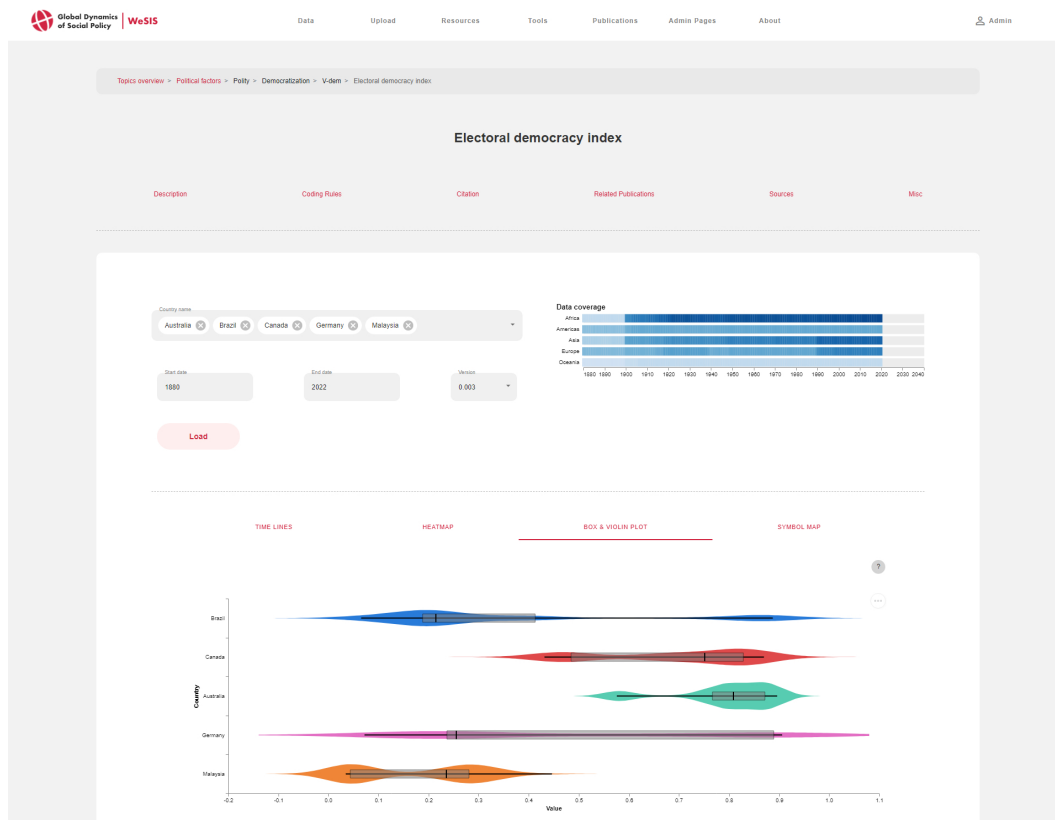 Global Dynamics
of Social Policy
WeSIS
Data
Upload
Resources
Tools
Publications
Admin Pages
About
Admin
Topics overview > Political factors > Polity > Democratization > V-dem > Electoral democracy index
Electoral democracy index
Description
Coding Rules
Citation
Related Publications
Sources
Misc
Country name
Australia
Brazil
Canada
Germany
Malaysia
Start date
1880
End date
2022
Version
0.003
Load
Data coverage
Africa
Americas
Asia
Europe
Oceania
1880 1890 1900 1910 1920 1930 1940 1950 1960 1970 1980 1990 2000 2010 2020 2030 2040
TIME LINES
HEATMAP
BOX & VIOLIN PLOT
SYMBOL MAP
?
...
Country
Brazil
Canada
Australia
Germany
Malaysia
-0.2 -0.1 0.0 0.1 0.2 0.3 0.4 0.5 0.6 0.7 0.8 0.9 1.0 1.1
Value